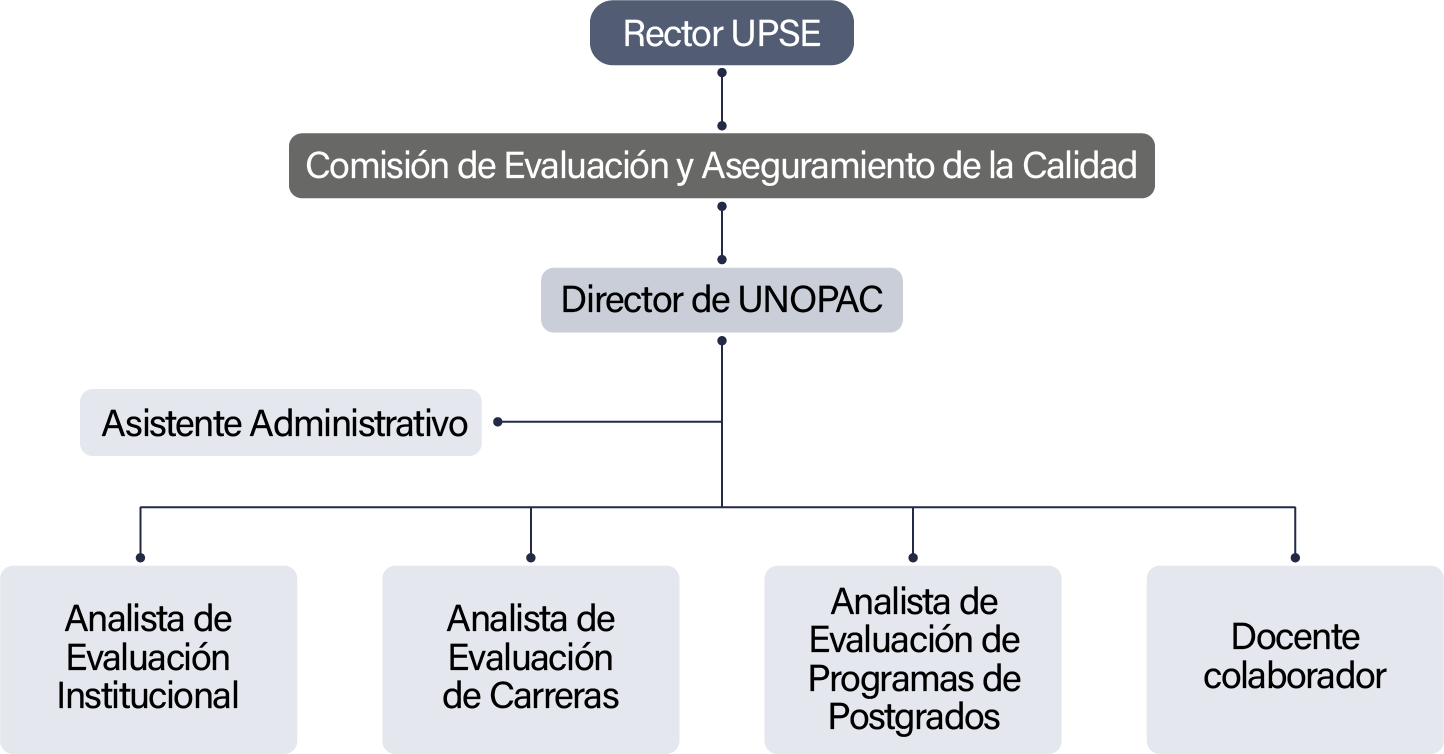 Rector UPSE
Comisión de Evaluación y Aseguramiento de la Calidad
Director de UNOPAC
Asistente Administrativo
Analista de
Evaluación
Institucional
Analista de
Evaluación
de Carreras
Analista de
Evaluación de
Programas de
Postgrados
Docente
colaborador